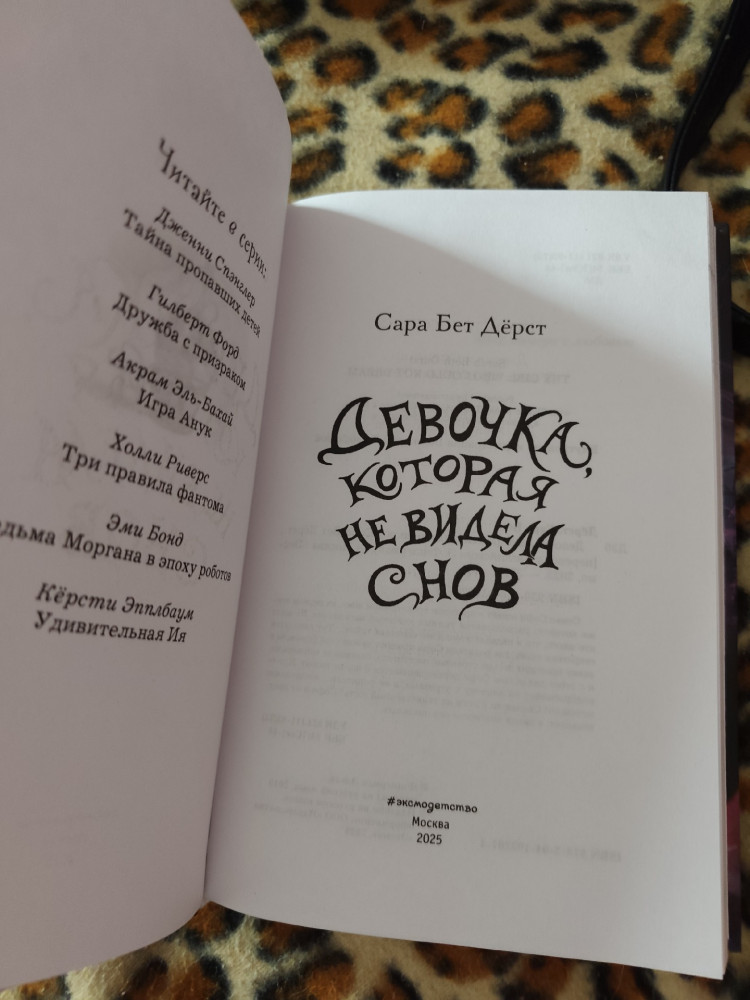 Читайте в серии:
Дженни Спэнглер
Тайна пропавших детей
Гилберт Форд
Дружба с призраком
Акрам Эль-Бахай
Игра Анук
Холли Риверс
Три правила фантома
Эми Бонд
Моргана в эпоху роботов
Кёрсти Эпплбаум
Удивительная Ия
Сара Бет Дёрст
ДЕВОЧКА,
КОТОРАЯ
НЕ ВИДЕЛА
СНОВ
#эксмодетство
Москва
2025